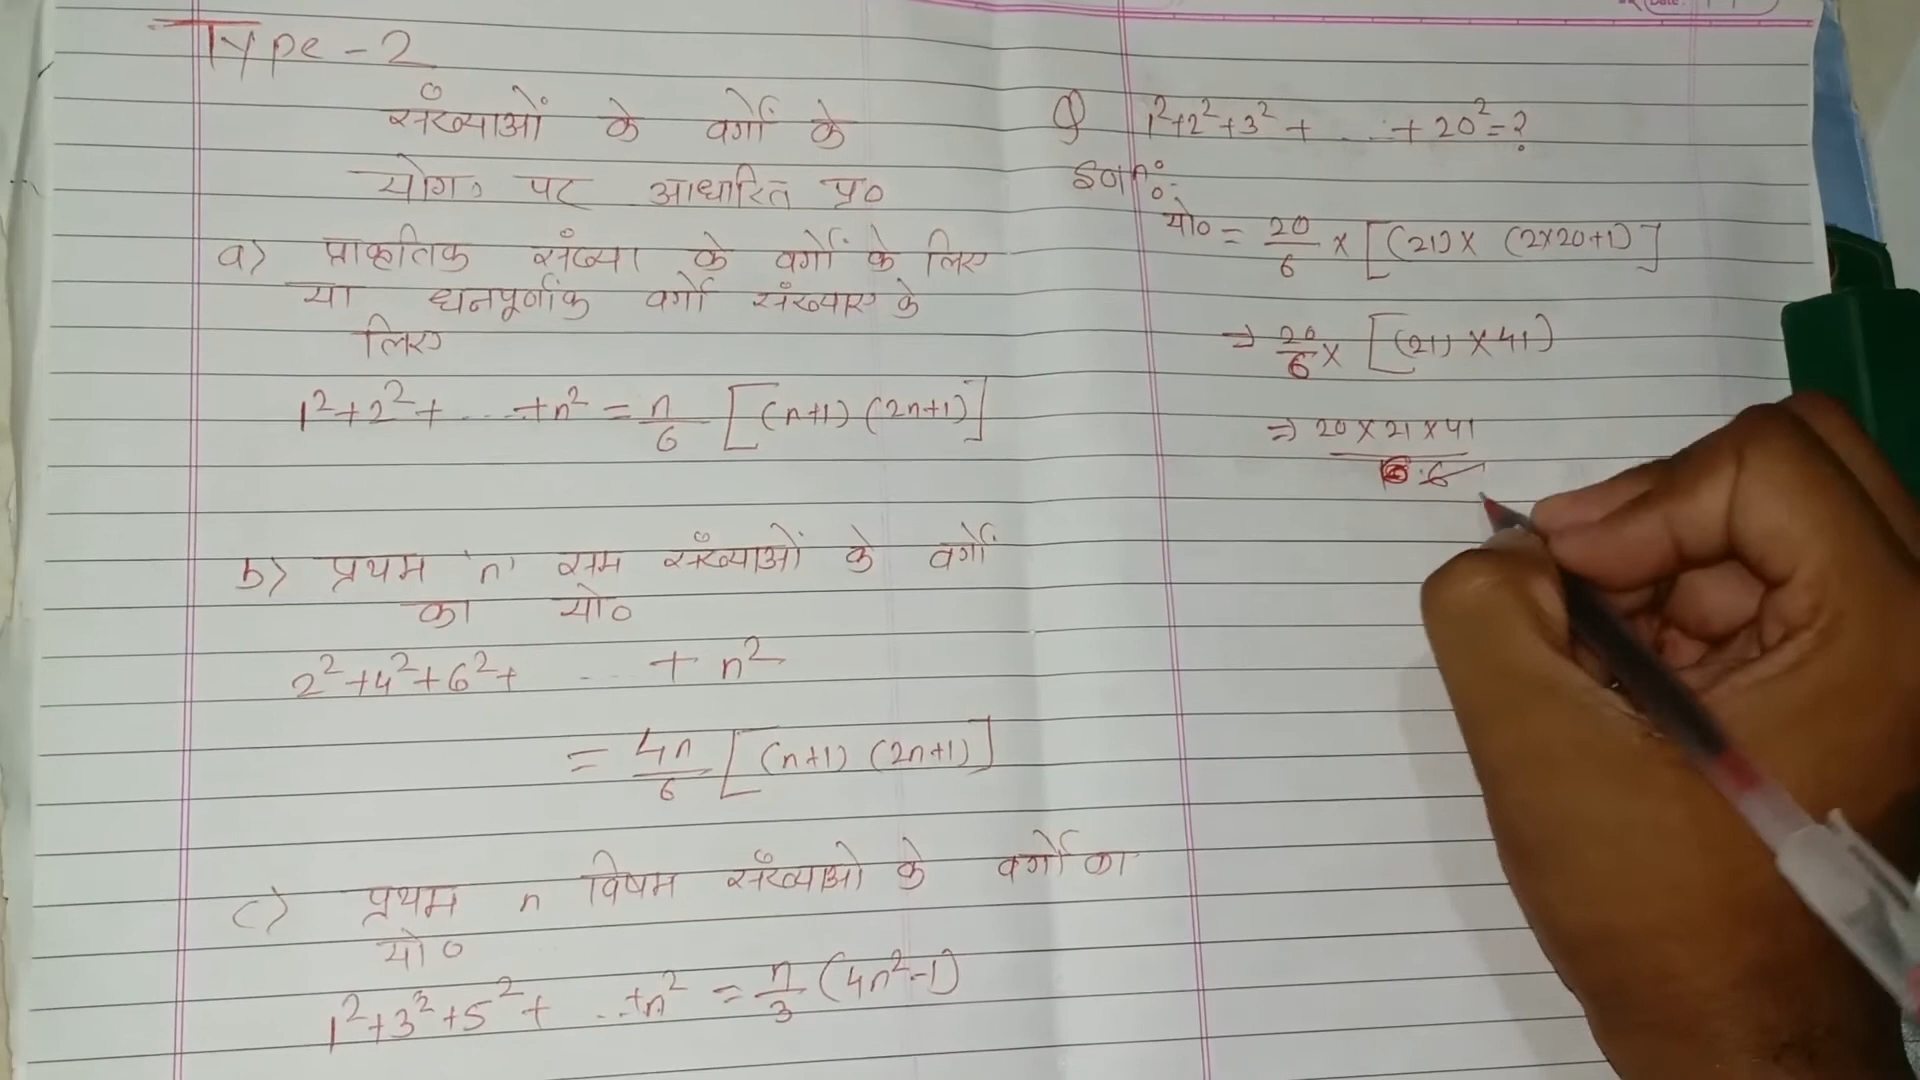 Type-2
संख्याओं के वर्गों के
योग० पर आधारित प्र०
a) प्राकृतिक संख्या के वर्गों के लिए
या धनपूर्णांक वर्गों संख्याए के
लिए
1²+2²+ ... +n² = n/6 [(n+1) (2n+1)]
b) प्रथम 'n' सम संख्याओं के वर्गों
का यो०
2²+4²+6²+ ... + n²
= 4n/6 [(n+1) (2n+1)]
c) प्रथम n विषम संख्याओ के वर्गो का
यो०
1²+3²+5²+ ...+n² = n/3 (4n²-1)
Q 1²+2²+3²+ ... +20²=?
Soln:
यो० = 20/6 × [(21)× (2×20+1)]
⇒ 20/6 × [(21) × 41)
⇒ 20×21×41/6
Date